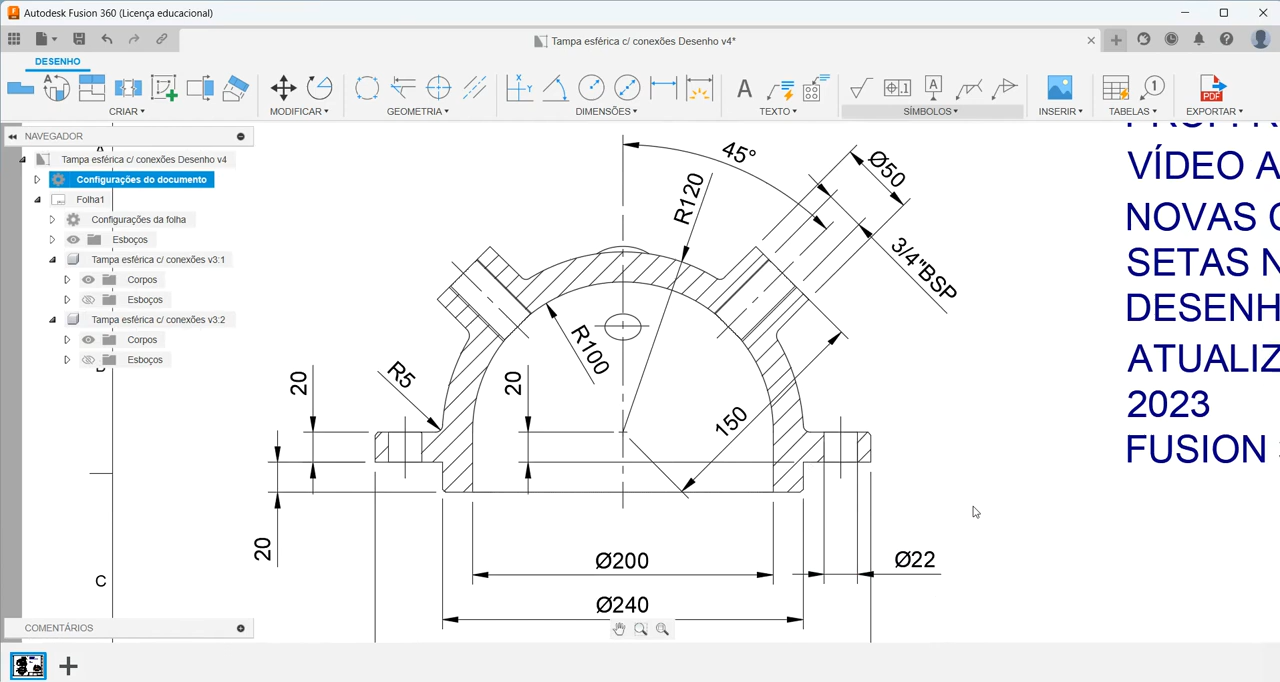 Autodesk Fusion 360 (Licença educacional)
Tampa esférica c/ conexões Desenho v4*
DESENHO
CRIAR
MODIFICAR
GEOMETRIA
DIMENSÕES
TEXTO
SÍMBOLOS
INSERIR
TABELAS
EXPORTAR
NAVEGADOR
Tampa esférica c/ conexões Desenho v4
Configurações do documento
Folha1
Configurações da folha
Esboços
Tampa esférica c/ conexões v3:1
Corpos
Esboços
Tampa esférica c/ conexões v3:2
Corpos
Esboços
C
COMENTÁRIOS
45°
Ø50
R120
3/4"BSP
R100
R5
20
20
150
20
Ø200
Ø22
Ø240
VÍDEO A
NOVAS
SETAS N
DESENH
ATUALIZ
2023
FUSION